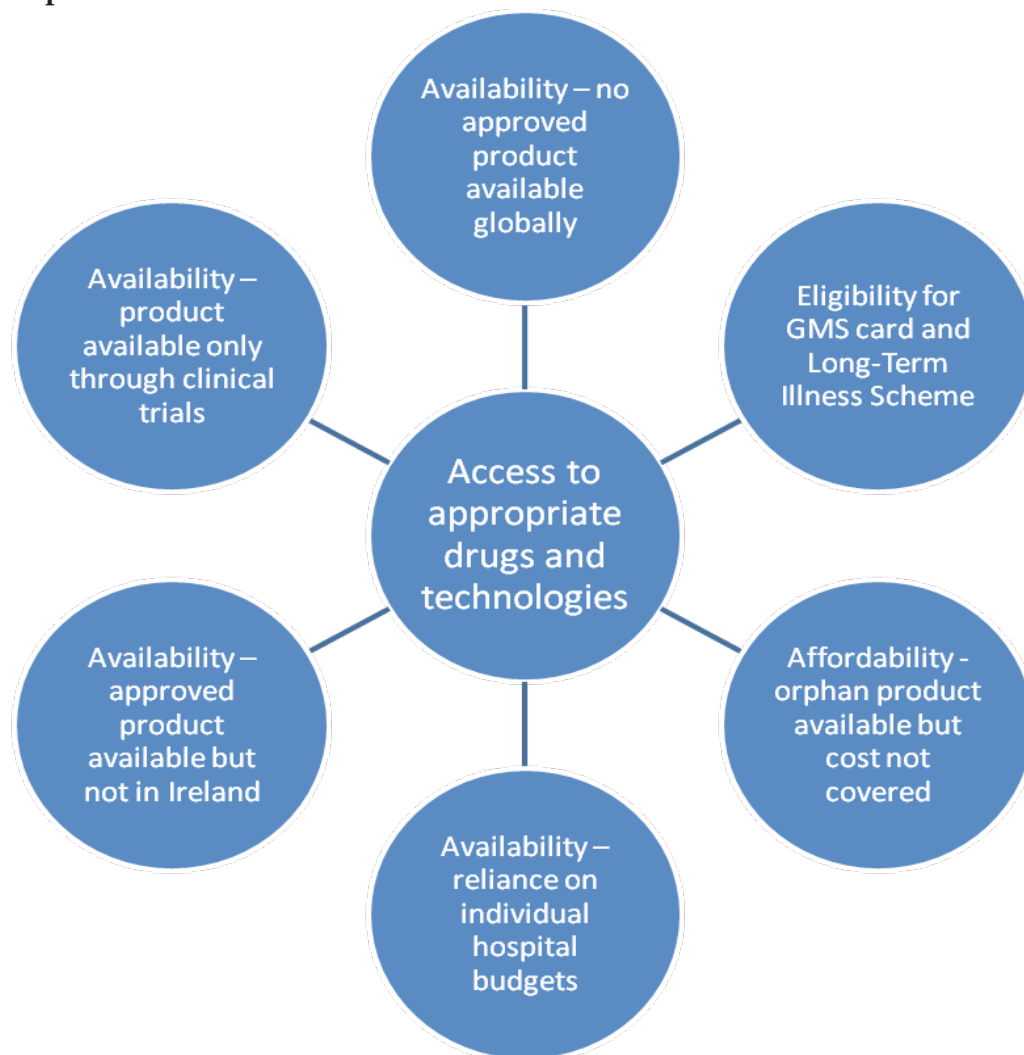 Availability – no
approved
product
available
globally
Eligibility for
GMS card and
Long-Term
Illness Scheme
Affordability -
orphan product
available but
cost not
covered
Availability –
reliance on
individual
hospital
budgets
Availability –
approved
product
available but
not in Ireland
Availability –
product
available only
through clinical
trials
Access to
appropriate
drugs and
technologies